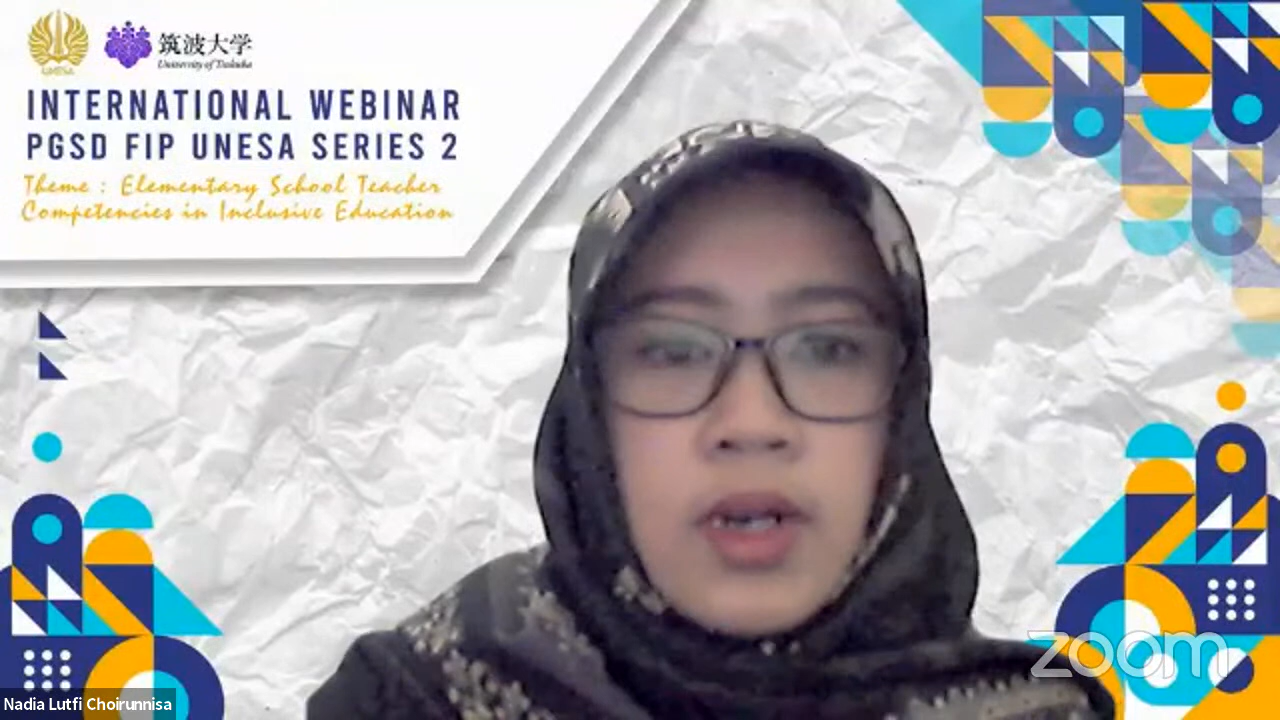 UNESA
筑波大学
University of Tsukuba
INTERNATIONAL WEBINAR
PGSD FIP UNESA SERIES 2
Theme : Elementary School Teacher
Competencies in Inclusive Education
zoom
Nadia Lutfi Choirunnisa